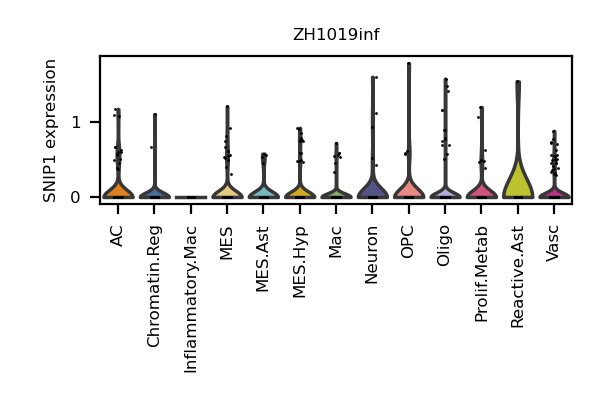 ZH1019inf
SNIP1 expression
1
0
AC
Chromatin.Reg
Inflammatory.Mac
MES
MES.Ast
MES.Hyp
Mac
Neuron
OPC
Oligo
Prolif.Metab
Reactive.Ast
Vasc